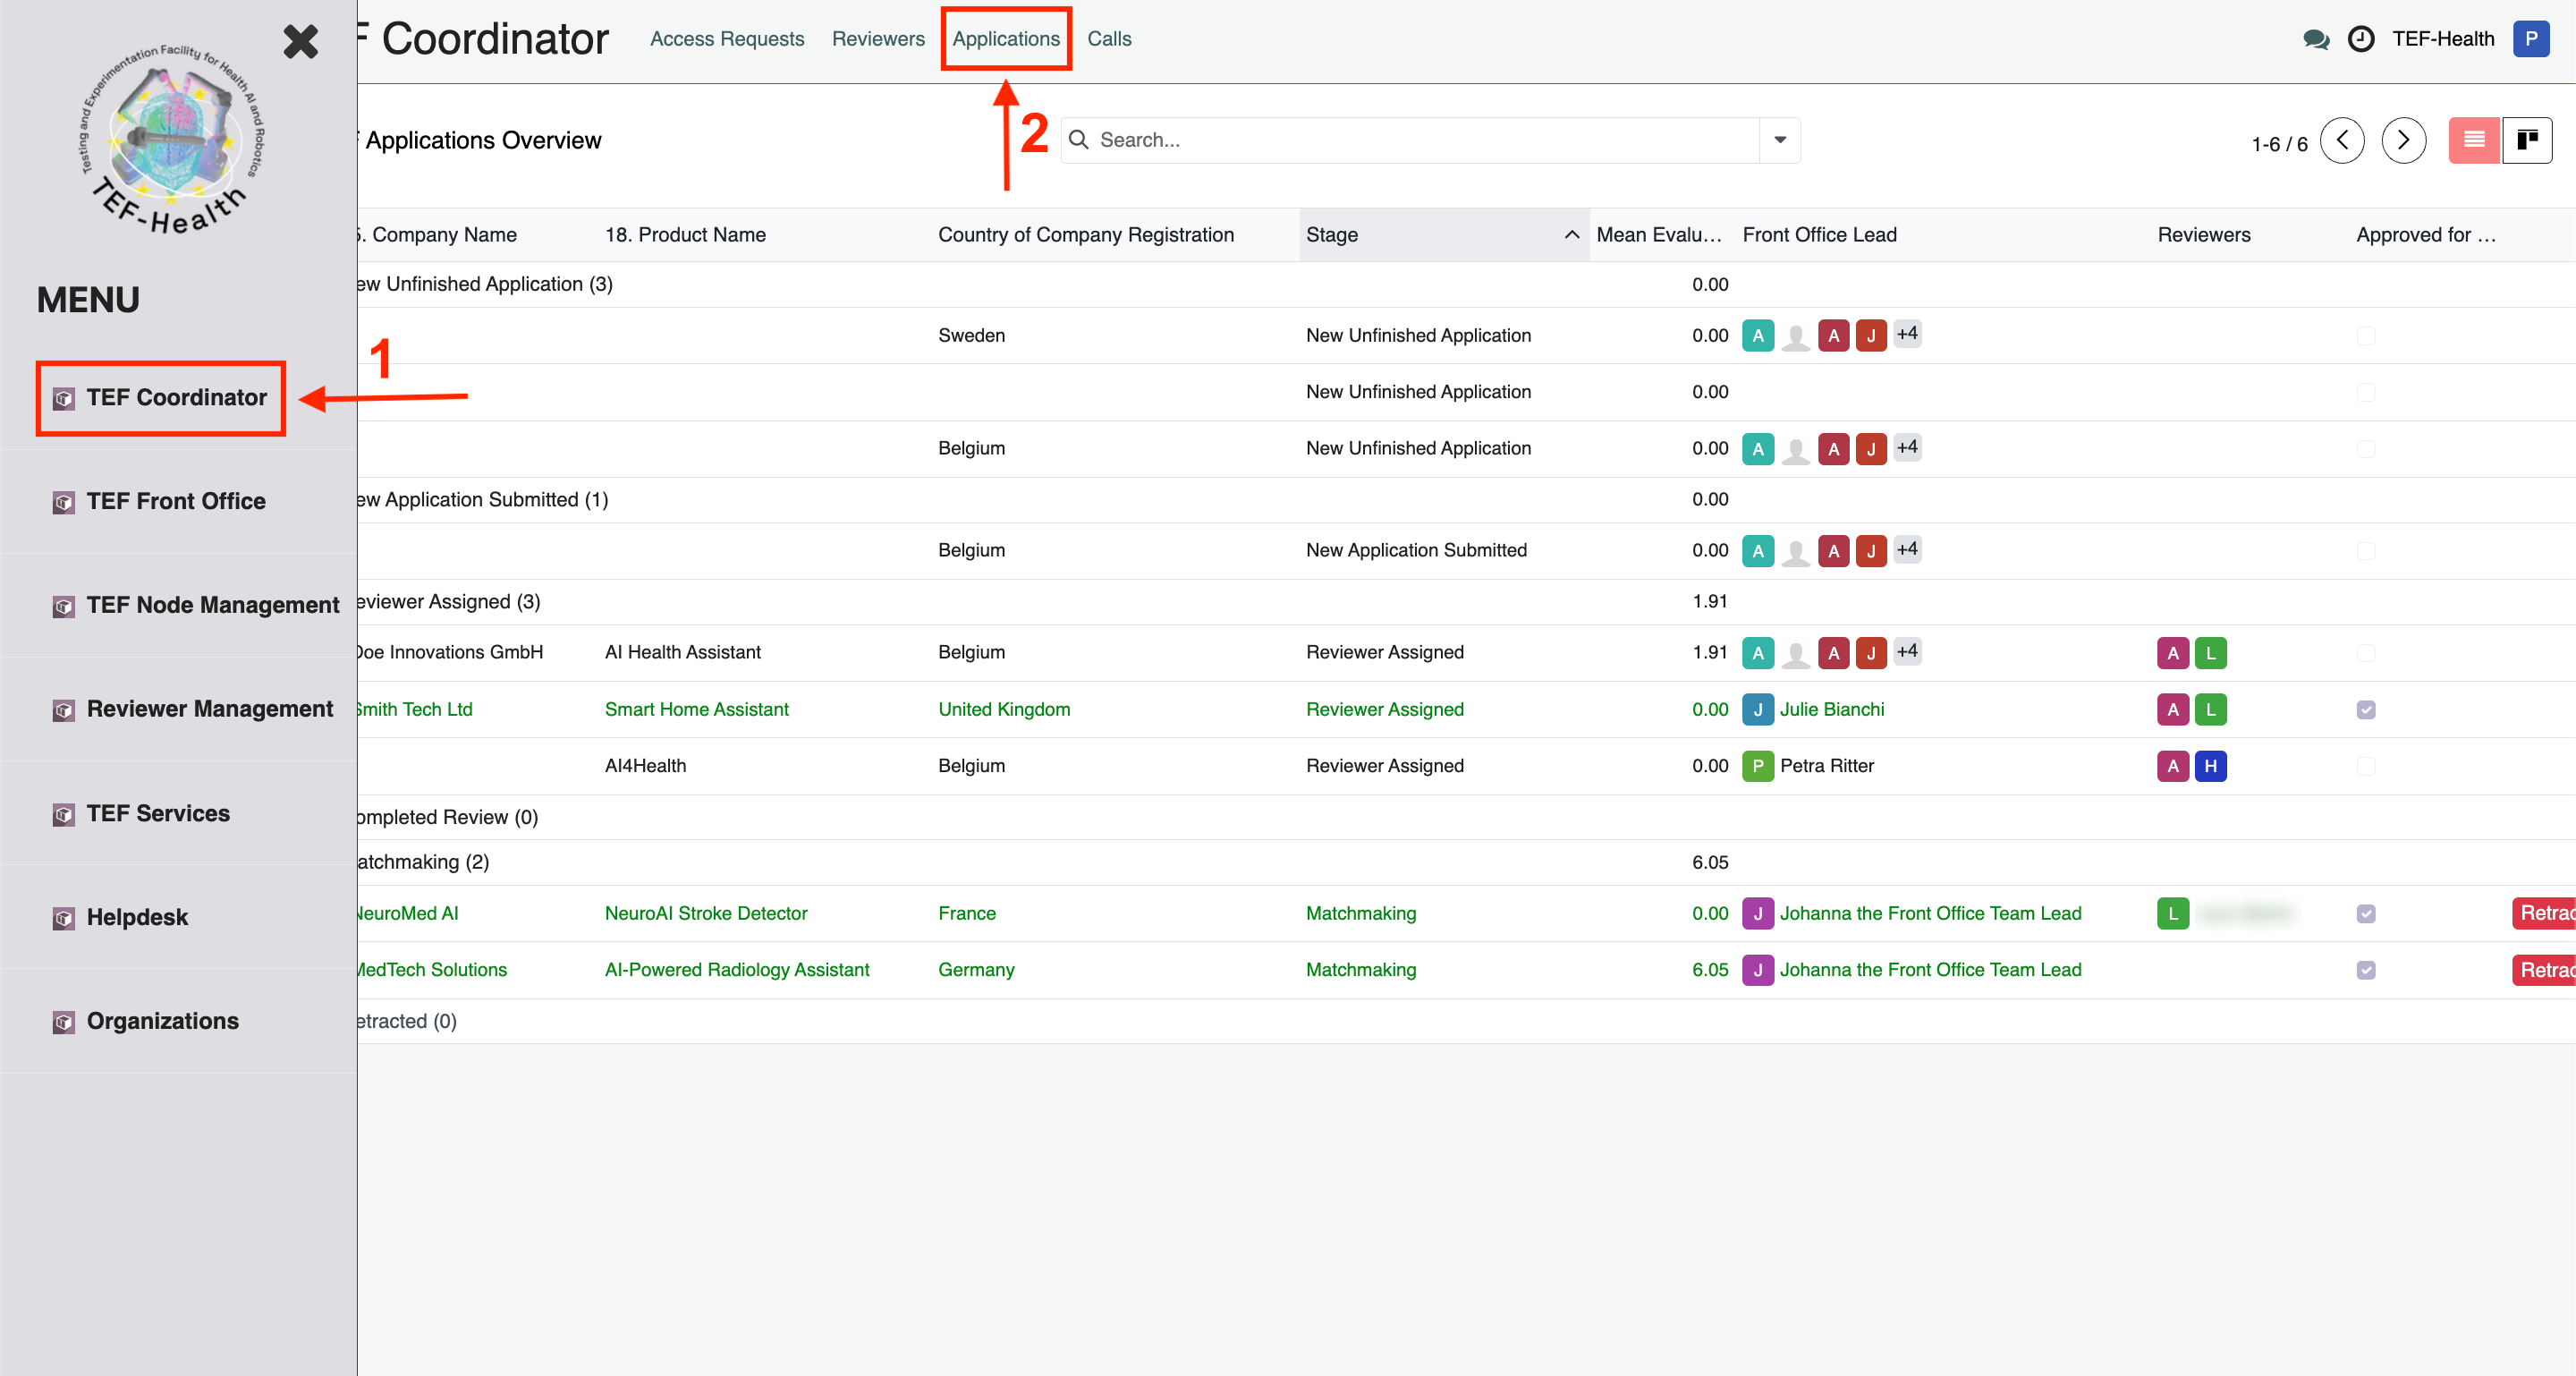 Testing and Experimentation Facility for Health AI and Robotics
TEF-Health
MENU
1
TEF Coordinator
TEF Front Office
TEF Node Management
Reviewer Management
TEF Services
Helpdesk
Organizations
F Coordinator Access Requests Reviewers Applications Calls TEF-Health P
2
Applications Overview Search... 1-6 / 6
5. Company Name 18. Product Name Country of Company Registration Stage Mean Evalu... Front Office Lead Reviewers Approved for ...
ew Unfinished Application (3) 0.00
Sweden New Unfinished Application 0.00 A A J +4
New Unfinished Application 0.00
Belgium New Unfinished Application 0.00 A A J +4
ew Application Submitted (1) 0.00
Belgium New Application Submitted 0.00 A A J +4
eviewer Assigned (3) 1.91
Doe Innovations GmbH AI Health Assistant Belgium Reviewer Assigned 1.91 A A J +4 A L
Smith Tech Ltd Smart Home Assistant United Kingdom Reviewer Assigned 0.00 J Julie Bianchi A L
AI4Health Belgium Reviewer Assigned 0.00 P Petra Ritter A H
ompleted Review (0)
atchmaking (2) 6.05
NeuroMed AI NeuroAI Stroke Detector France Matchmaking 0.00 J Johanna the Front Office Team Lead L Retrac
MedTech Solutions AI-Powered Radiology Assistant Germany Matchmaking 6.05 J Johanna the Front Office Team Lead Retrac
etracted (0)